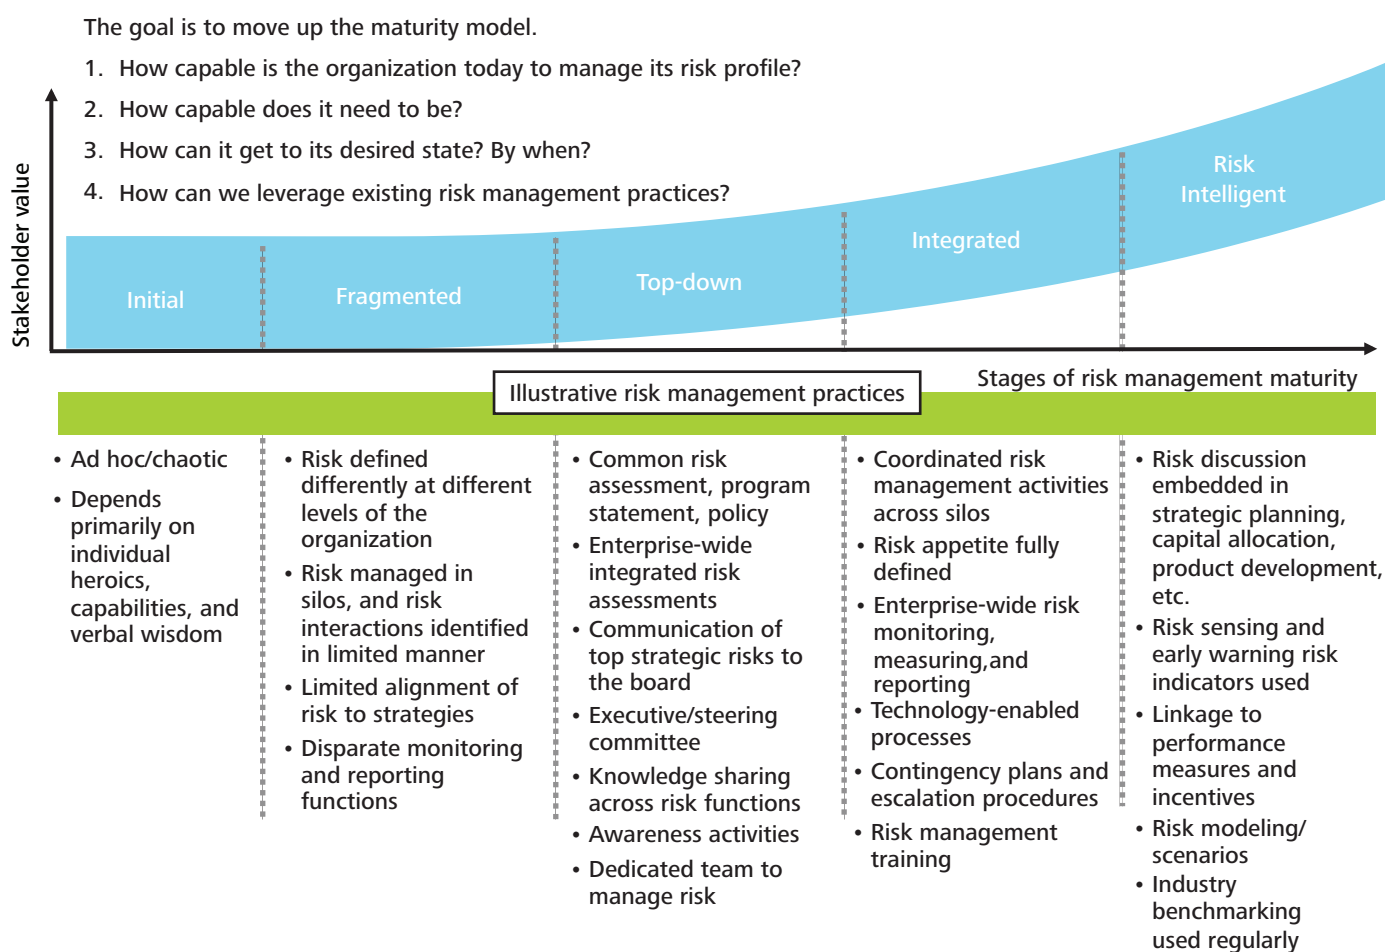 The goal is to move up the maturity model.
1. How capable is the organization today to manage its risk profile?
2. How capable does it need to be?
3. How can it get to its desired state? By when?
4. How can we leverage existing risk management practices?
Stakeholder value
Initial
Fragmented
Top-down
Integrated
Risk
Intelligent
Stages of risk management maturity
Illustrative risk management practices
• Ad hoc/chaotic
• Depends
primarily on
individual
heroics,
capabilities, and
verbal wisdom
• Risk defined
differently at different
levels of the
organization
• Risk managed in
silos, and risk
interactions identified
in limited manner
• Limited alignment of
risk to strategies
• Disparate monitoring
and reporting
functions
• Common risk
assessment, program
statement, policy
• Enterprise-wide
integrated risk
assessments
• Communication of
top strategic risks to
the board
• Executive/steering
committee
• Knowledge sharing
across risk functions
• Awareness activities
• Dedicated team to
manage risk
• Coordinated risk
management activities
across silos
• Risk appetite fully
defined
• Enterprise-wide risk
monitoring,
measuring,and
reporting
• Technology-enabled
processes
• Contingency plans and
escalation procedures
• Risk management
training
• Risk discussion
embedded in
strategic planning,
capital allocation,
product development,
etc.
• Risk sensing and
early warning risk
indicators used
• Linkage to
performance
measures and
incentives
• Risk modeling/
scenarios
• Industry
benchmarking
used regularly